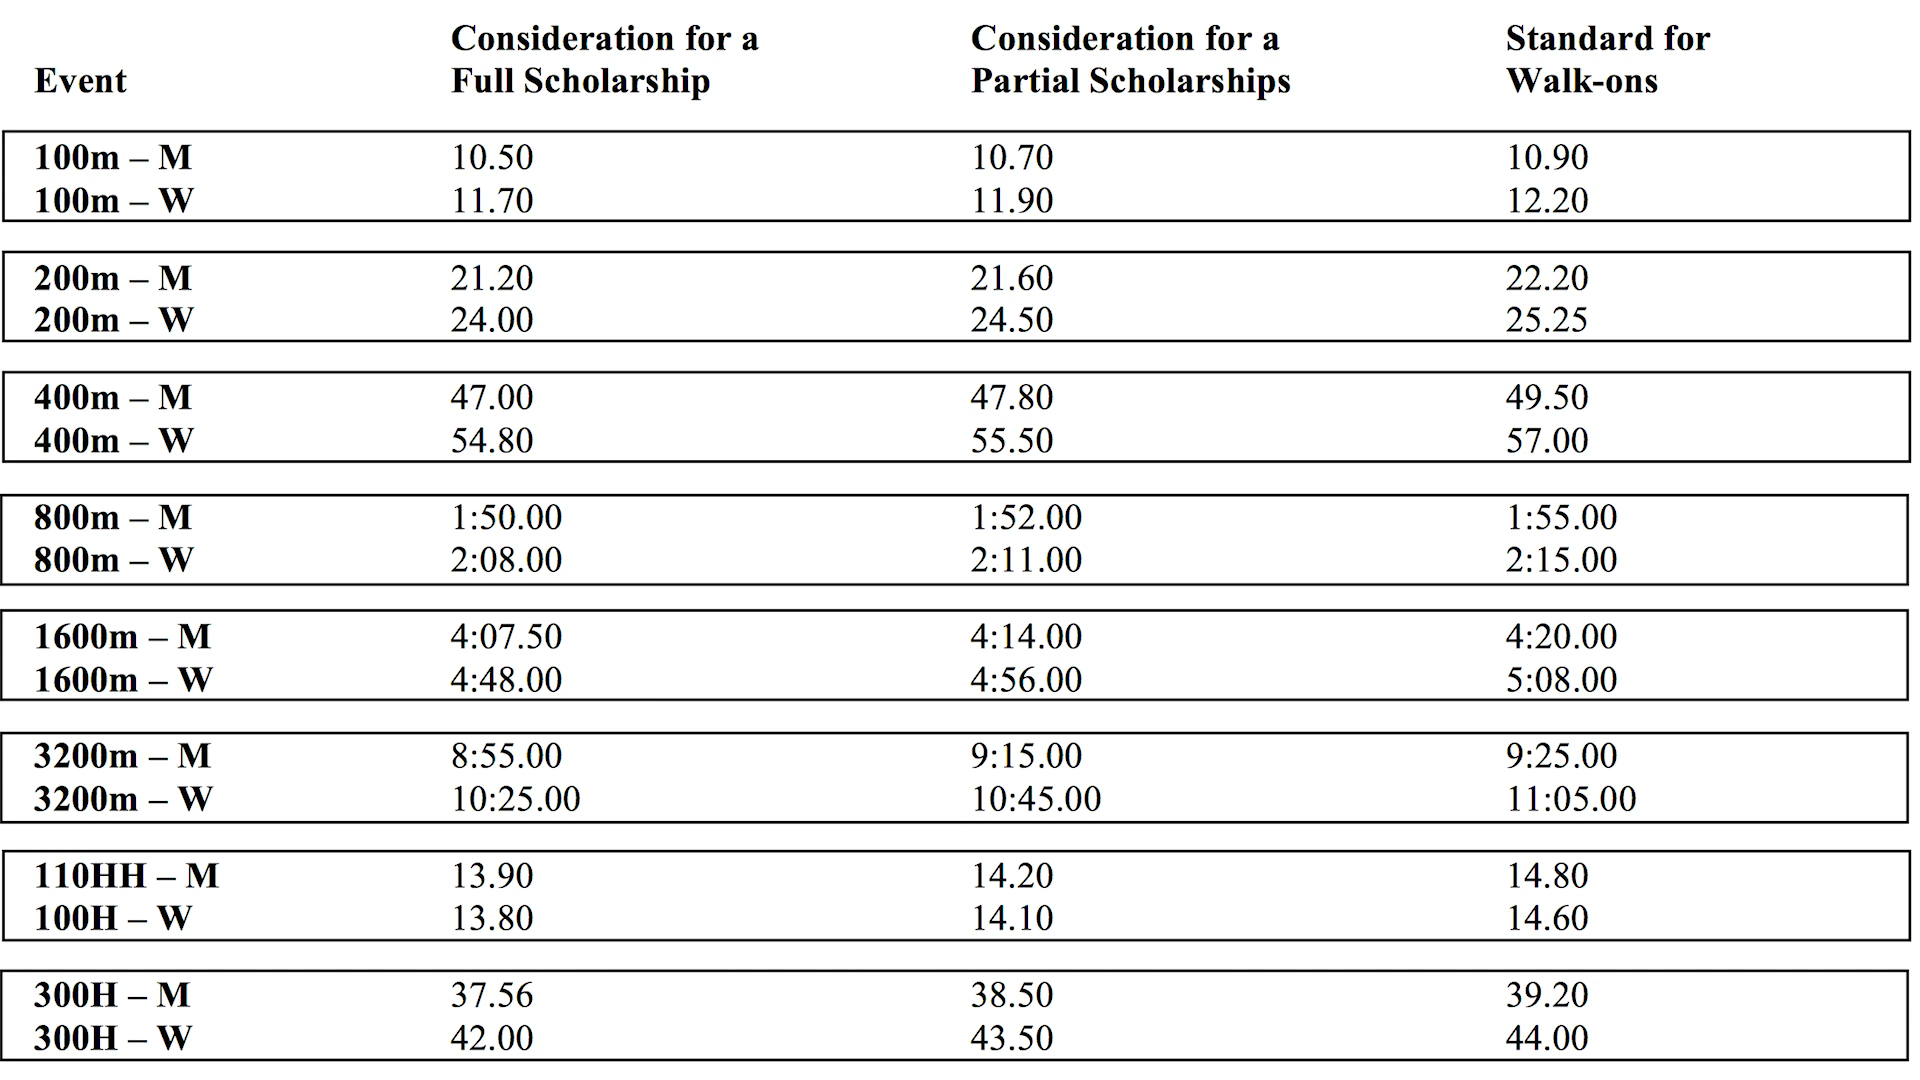 Event Consideration for a Full Scholarship Consideration for a Partial Scholarships Standard for Walk-ons
100m – M 10.50 10.70 10.90
100m – W 11.70 11.90 12.20
200m – M 21.20 21.60 22.20
200m – W 24.00 24.50 25.25
400m – M 47.00 47.80 49.50
400m – W 54.80 55.50 57.00
800m – M 1:50.00 1:52.00 1:55.00
800m – W 2:08.00 2:11.00 2:15.00
1600m – M 4:07.50 4:14.00 4:20.00
1600m – W 4:48.00 4:56.00 5:08.00
3200m – M 8:55.00 9:15.00 9:25.00
3200m – W 10:25.00 10:45.00 11:05.00
110HH – M 13.90 14.20 14.80
100H – W 13.80 14.10 14.60
300H – M 37.56 38.50 39.20
300H – W 42.00 43.50 44.00